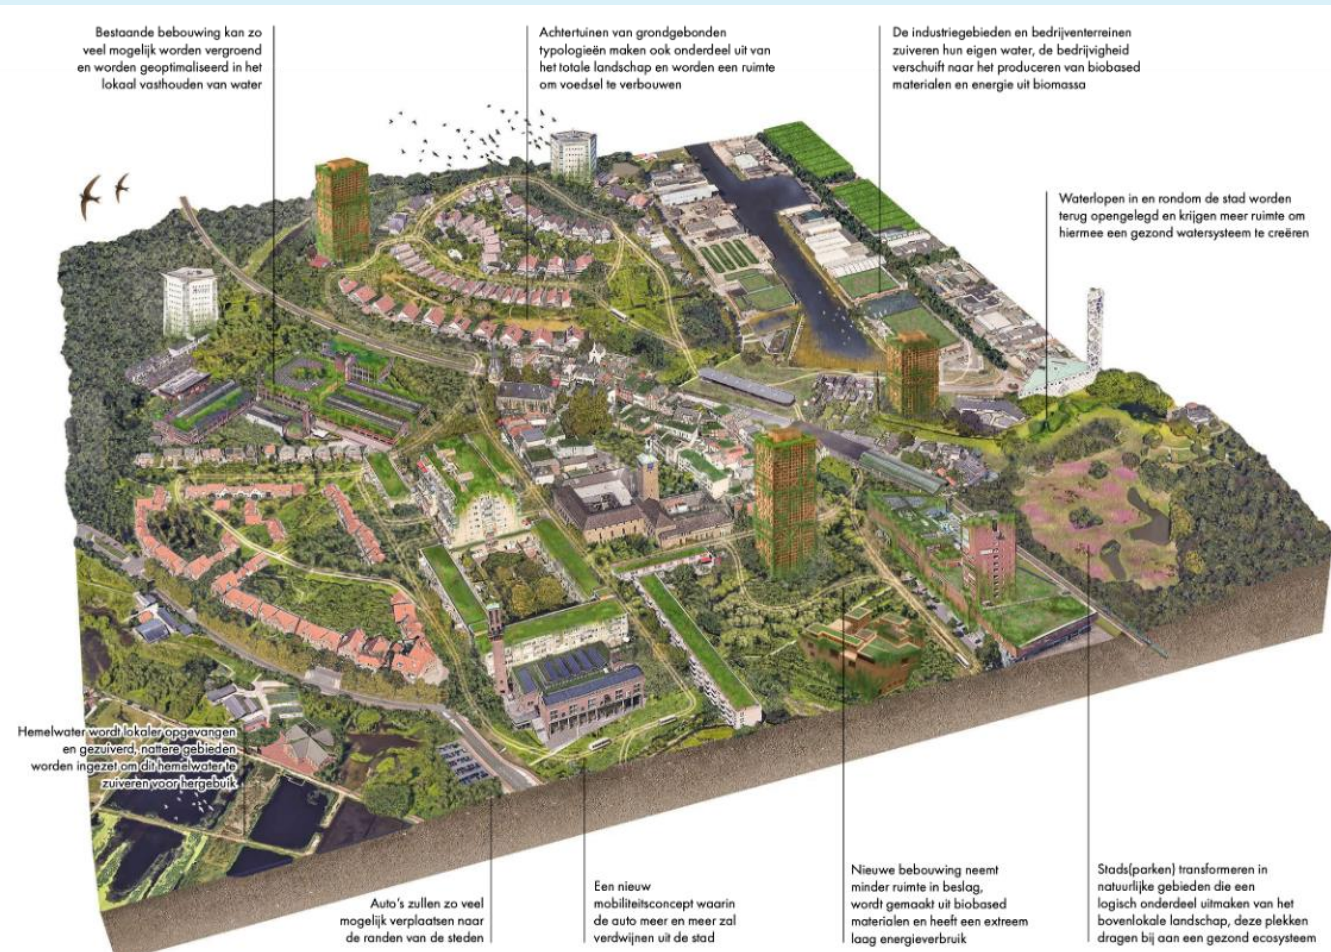 Bestaande bebouwing kan zo
veel mogelijk worden vergroend
en worden geoptimaliseerd in het
lokaal vasthouden van water
Achtertuinen van grondgebonden
typologieën maken ook onderdeel uit van
het totale landschap en worden een ruimte
om voedsel te verbouwen
De industriegebieden en bedrijventerreinen
zuiveren hun eigen water, de bedrijvigheid
verschuift naar het produceren van biobased
materialen en energie uit biomassa
Waterlopen in en rondom de stad worden
terug opengelegd en krijgen meer ruimte om
hiermee een gezond watersysteem te creëren
Hemelwater wordt lokaler opgevangen
en gezuiverd, nattere gebieden
worden ingezet om dit hemelwater te
zuiveren voor hergebuik
Auto's zullen zo veel
mogelijk verplaatsen naar
de randen van de steden
Een nieuw
mobiliteitsconcept waarin
de auto meer en meer zal
verdwijnen uit de stad
Nieuwe bebouwing neemt
minder ruimte in beslag,
wordt gemaakt uit biobased
materialen en heeft een extreem
laag energieverbruik
Stads(parken) transformeren in
natuurlijke gebieden die een
logisch onderdeel uitmaken van het
bovenlokale landschap, deze plekken
dragen bij aan een gezond ecosysteem